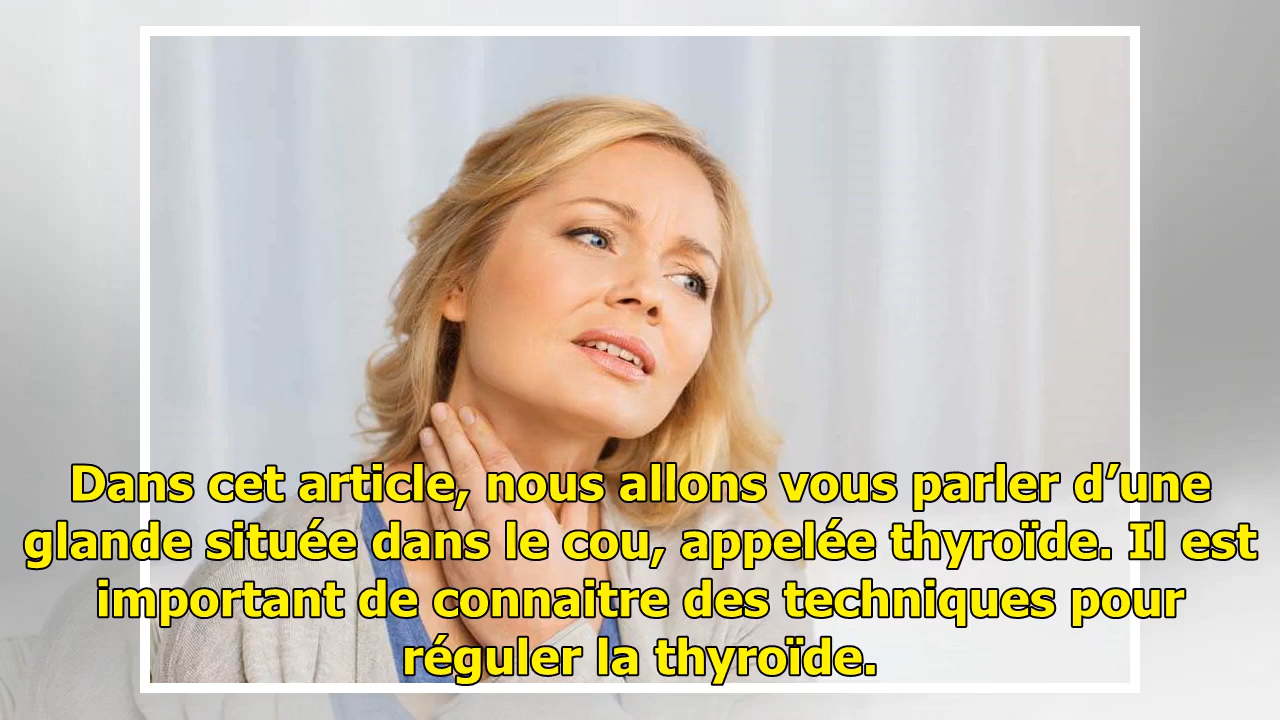 Dans cet article, nous allons vous parler d’une
glande située dans le cou, appelée thyroïde. Il est
important de connaitre des techniques pour
réguler la thyroïde.